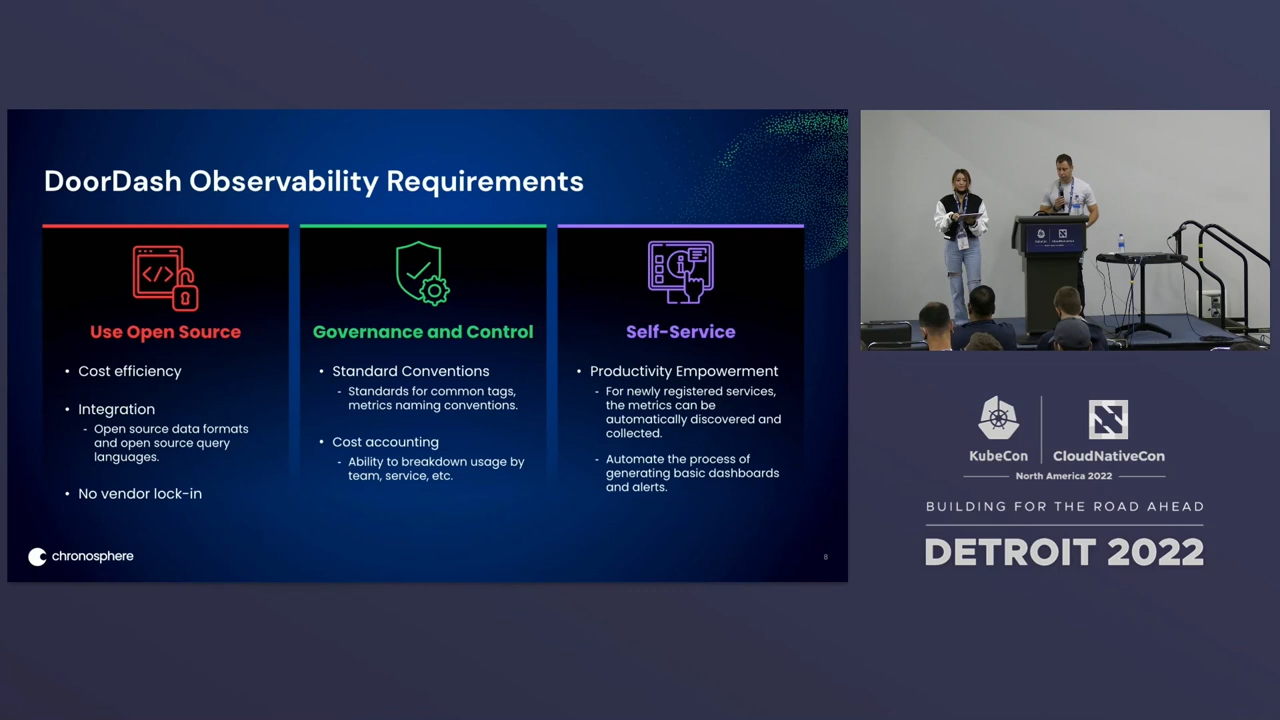 DoorDash Observability Requirements
Use Open Source
• Cost efficiency
• Integration
- Open source data formats
and open source query
languages.
• No vendor lock-in
Governance and Control
• Standard Conventions
- Standards for common tags,
metrics naming conventions.
• Cost accounting
- Ability to breakdown usage by
team, service, etc.
Self-Service
• Productivity Empowerment
- For newly registered services,
the metrics can be
automatically discovered and
collected.
- Automate the process of
generating basic dashboards
and alerts.
chronosphere
8
KubeCon
CloudNativeCon
North America 2022
BUILDING FOR THE ROAD AHEAD
DETROIT 2022